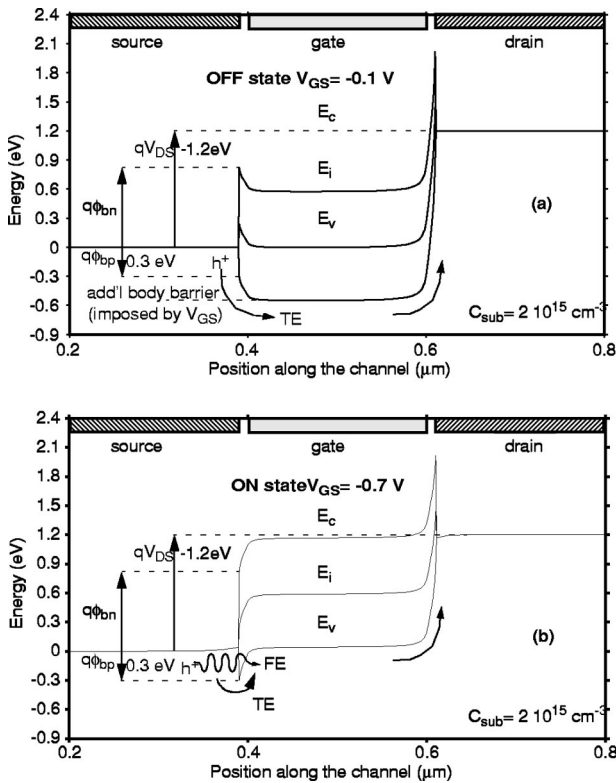 2.4
source gate drain
2.1
OFF state VGS= -0.1 V
1.8
1.5
Ec
1.2
qVDS -1.2eV
0.9
Ei
(a)
0.6
qϕbn
0.3
Ev
0
qϕbp 0.3 eV h+
-0.3
add'l body barrier
-0.6
(imposed by VGS)
TE
Csub= 2 10^15 cm^-3
-0.9
0.2 0.4 0.6 0.8
Position along the channel (μm)
Energy (eV)
2.4
source gate drain
2.1
ON stateVGS= -0.7 V
1.8
1.5
Ec
1.2
qVDS -1.2eV
0.9
Ei
qϕbn
0.6
(b)
0.3
Ev
0
qϕbp 0.3 eV h+ FE
-0.3
TE
-0.6
Csub= 2 10^15 cm^-3
-0.9
0.2 0.4 0.6 0.8
Position along the channel (μm)
Energy (eV)